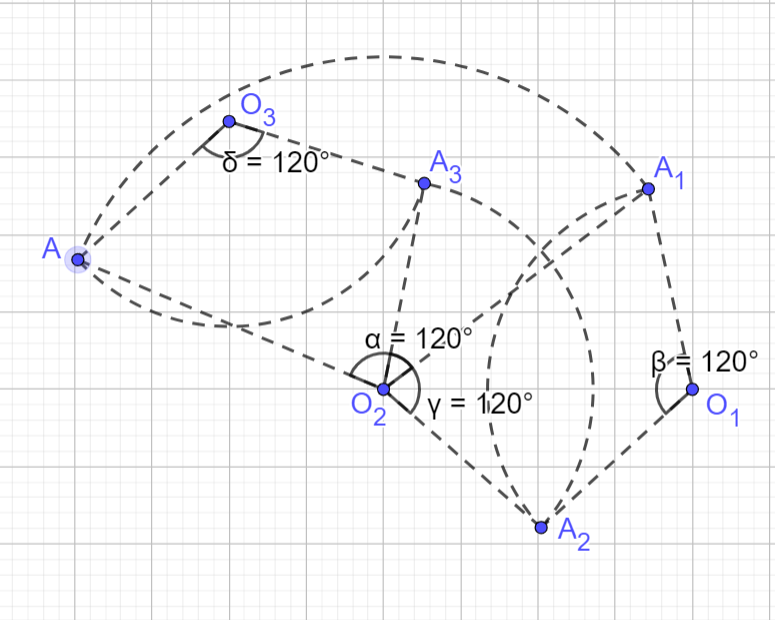 O₃
δ = 120°
A₃
A₁
A
α = 120°
β = 120°
O₂
γ = 120°
O₁
A₂